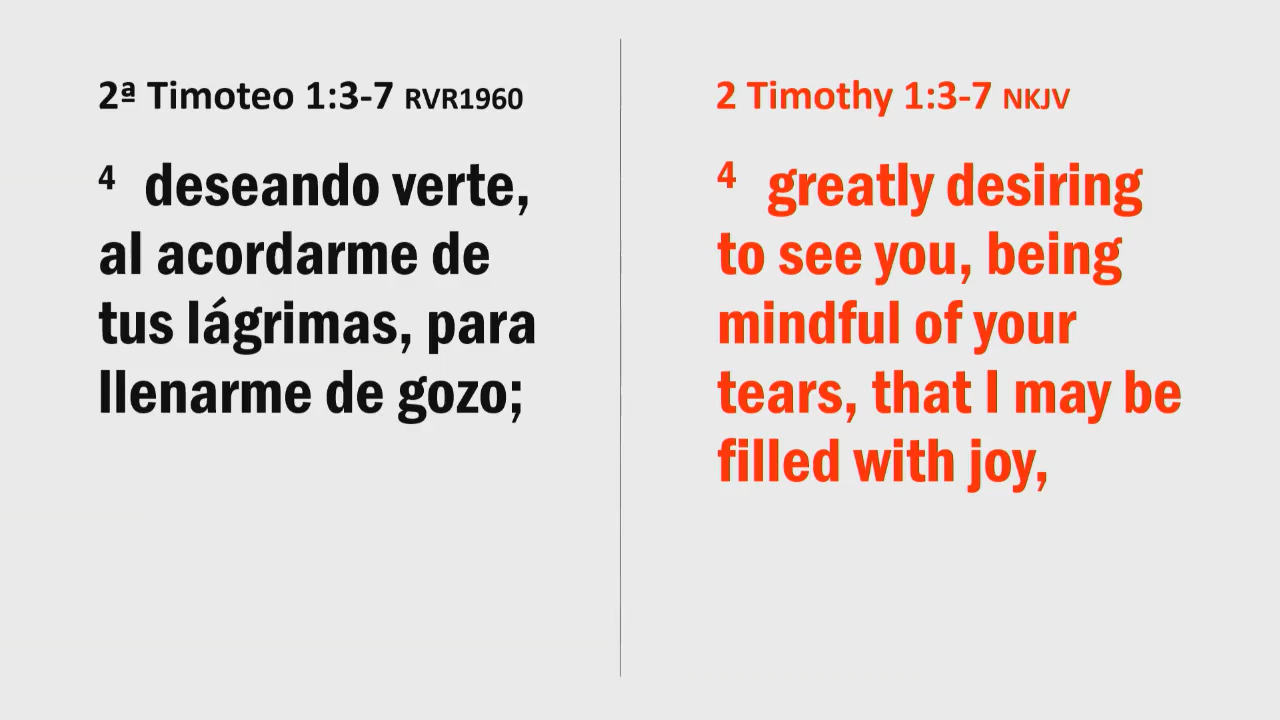 2ª Timoteo 1:3-7 RVR1960
4 deseando verte,
al acordarme de
tus lágrimas, para
llenarme de gozo;
2 Timothy 1:3-7 NKJV
4 greatly desiring
to see you, being
mindful of your
tears, that I may be
filled with joy,